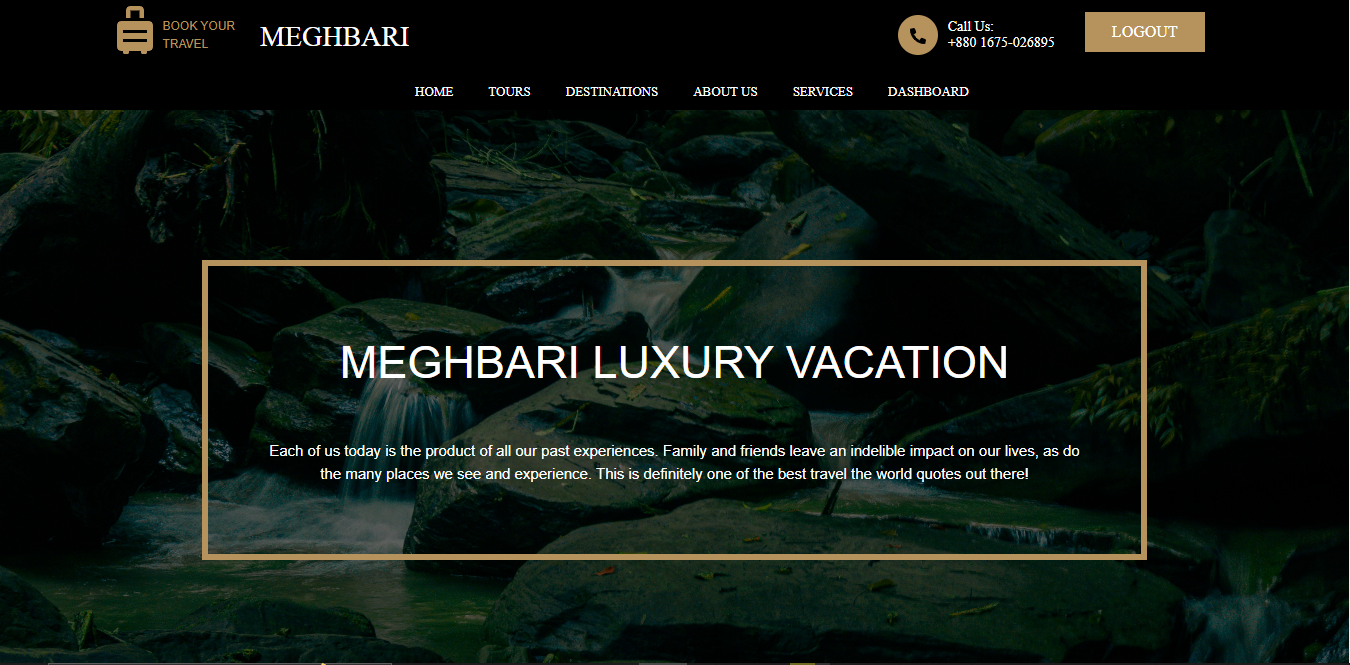 BOOK YOUR
TRAVEL
MEGHBARI
Call Us:
+880 1675-026895
LOGOUT
HOME TOURS DESTINATIONS ABOUT US SERVICES DASHBOARD
MEGHBARI LUXURY VACATION
Each of us today is the product of all our past experiences. Family and friends leave an indelible impact on our lives, as do
the many places we see and experience. This is definitely one of the best travel the world quotes out there!